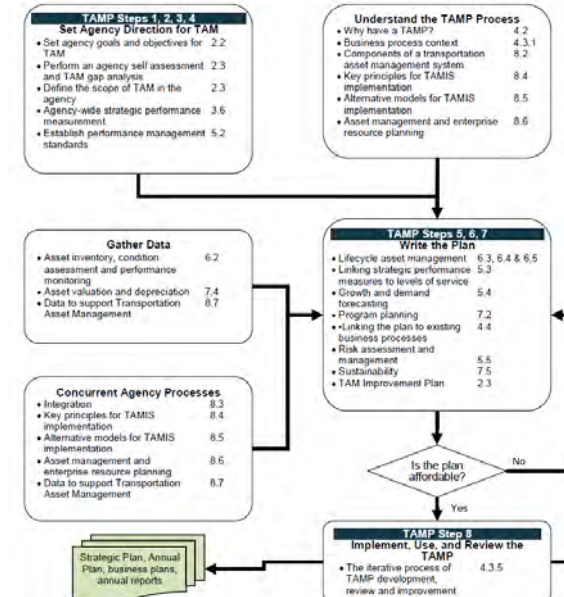 TAMP Steps 1, 2, 3, 4
Set Agency Direction for TAM
• Set agency goals and objectives for 2.2
TAM
• Perform an agency self assessment 2.3
and TAM gap analysis
• Define the scope of TAM in the 2.3
agency
• Agency-wide strategic performance 3.6
measurement
• Establish performance management 5.2
standards
Understand the TAMP Process
• Why have a TAMP? 4.2
• Business process context 4.3.1
• Components of a transportation 8.2
asset management system
• Key principles for TAMIS 8.4
implementation
• Alternative models for TAMIS 8.5
implementation
• Asset management and enterprise 8.6
resource planning
Gather Data
• Asset inventory, condition 6.2
assessment and performance
monitoring
• Asset valuation and depreciation 7.4
• Data to support Transportation 8.7
Asset Management
TAMP Steps 5, 6, 7
Write the Plan
• Lifecycle asset management 6.3, 6.4 & 6.5
• Linking strategic performance 5.3
measures to levels of service
• Growth and demand 5.4
forecasting
• Program planning 7.2
• •Linking the plan to existing 4.4
business processes
• Risk assessment and
management 5.5
• Sustainability 7.5
• TAM Improvement Plan 2.3
Concurrent Agency Processes
• Integration 8.3
• Key principles for TAMIS 8.4
implementation
• Alternative models for TAMIS 8.5
implementation
• Asset management and 8.6
enterprise resource planning
• Data to support Transportation 8.7
Asset Management
Is the plan
affordable?
No
Yes
TAMP Step 8
Implement, Use, and Review the
TAMP
• The iterative process of 4.3.5
TAMP development,
review and improvement
Strategic Plan, Annual
Plan, business plans,
annual reports